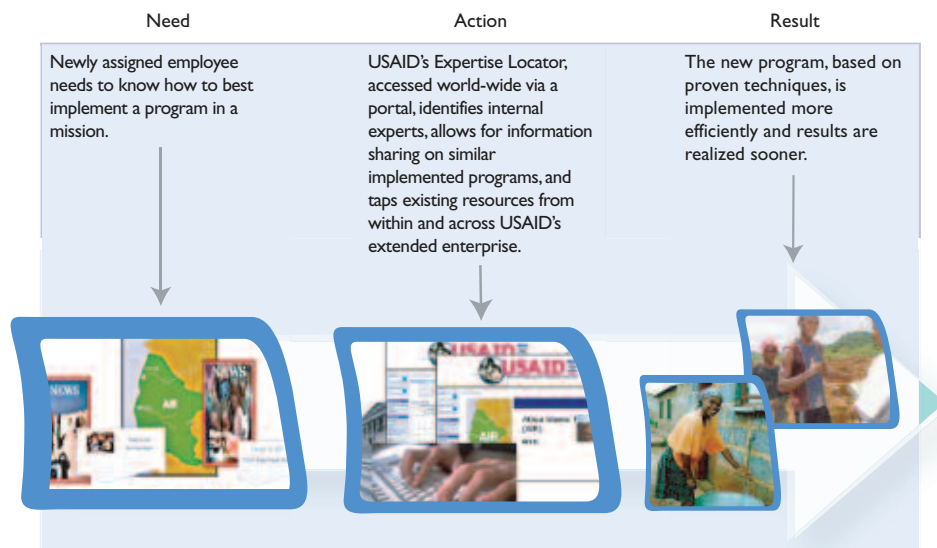 Need
Action
Result
Newly assigned employee
needs to know how to best
implement a program in a
mission.
USAID’s Expertise Locator,
accessed world-wide via a
portal, identifies internal
experts, allows for information
sharing on similar
implemented programs, and
taps existing resources from
within and across USAID’s
extended enterprise.
The new program, based on
proven techniques, is
implemented more
efficiently and results are
realized sooner.
NEWS
AIR
NEWS
USAID
USAID
AIR